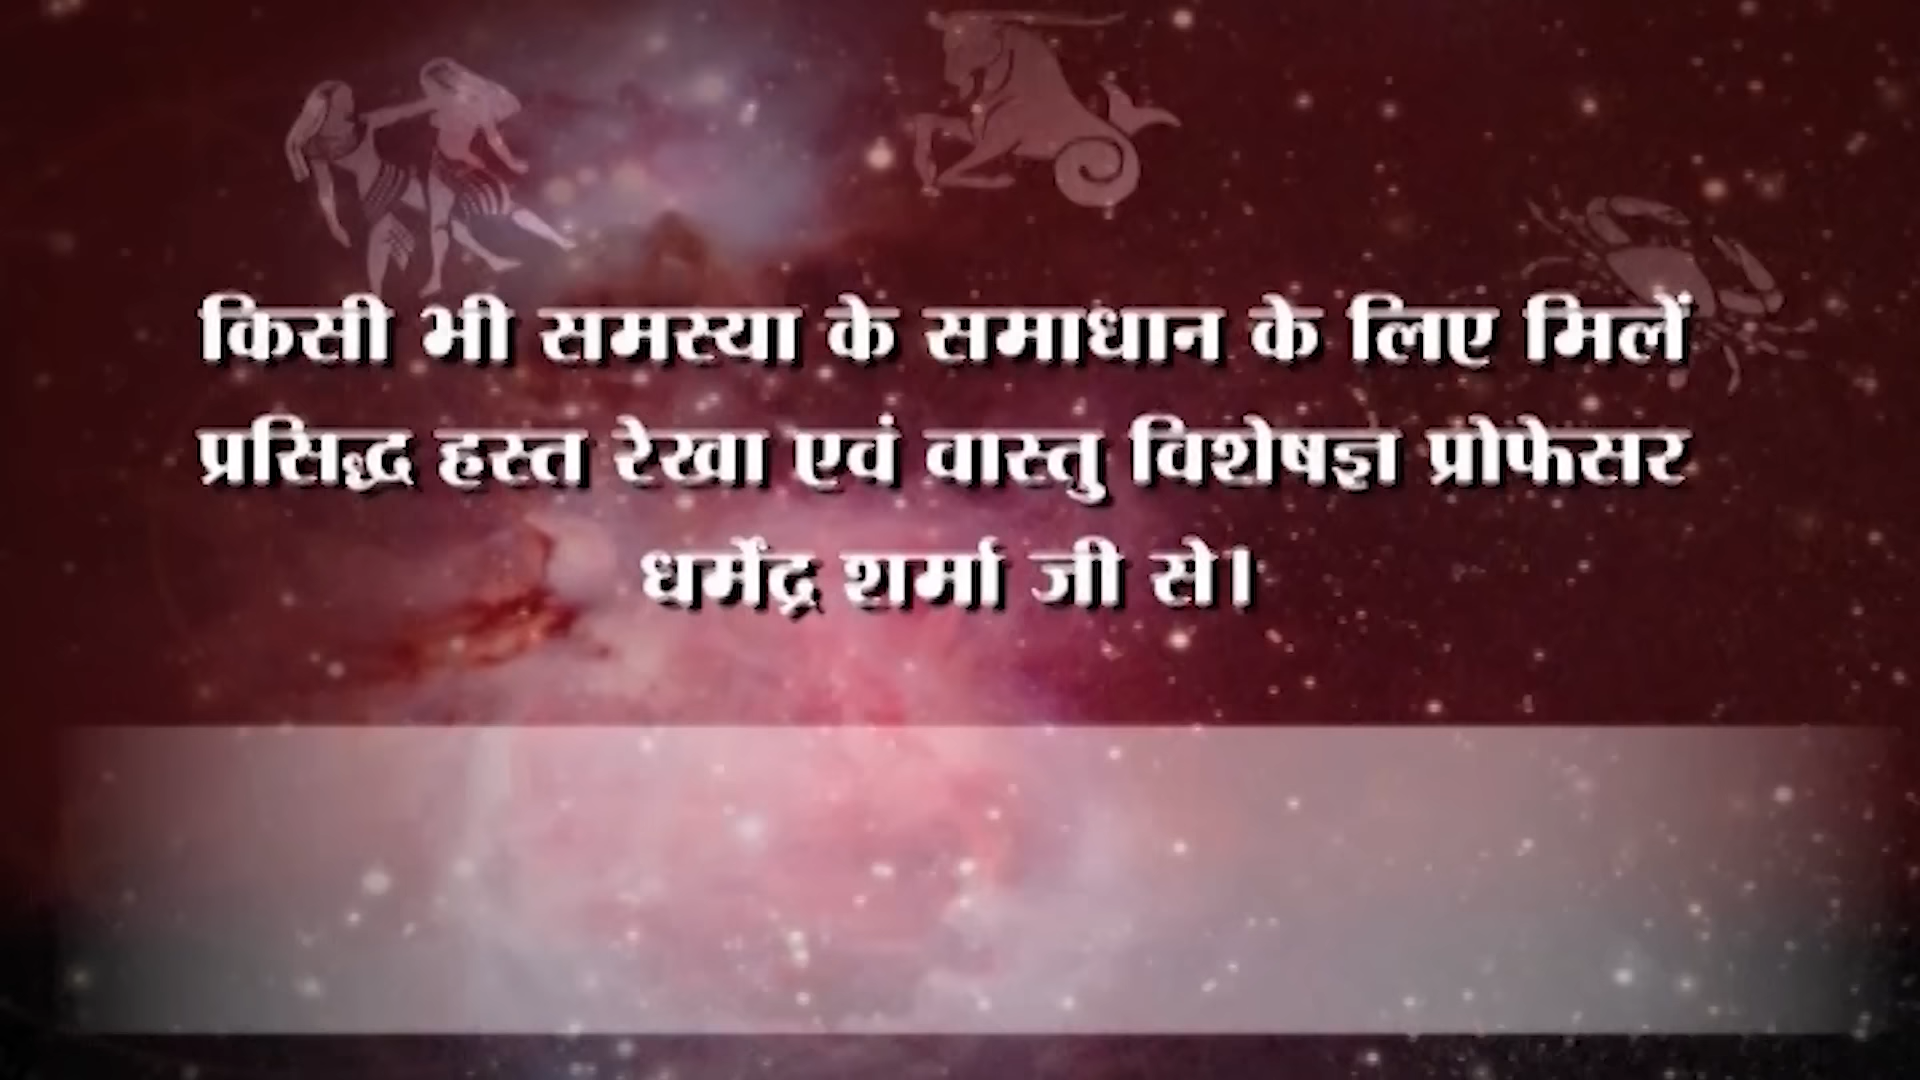 किसी भी समस्या के समाधान के लिए मिलें
प्रसिद्ध हस्त रेखा एवं वास्तु विशेषज्ञ प्रोफेसर
धर्मेंद्र शर्मा जी से।